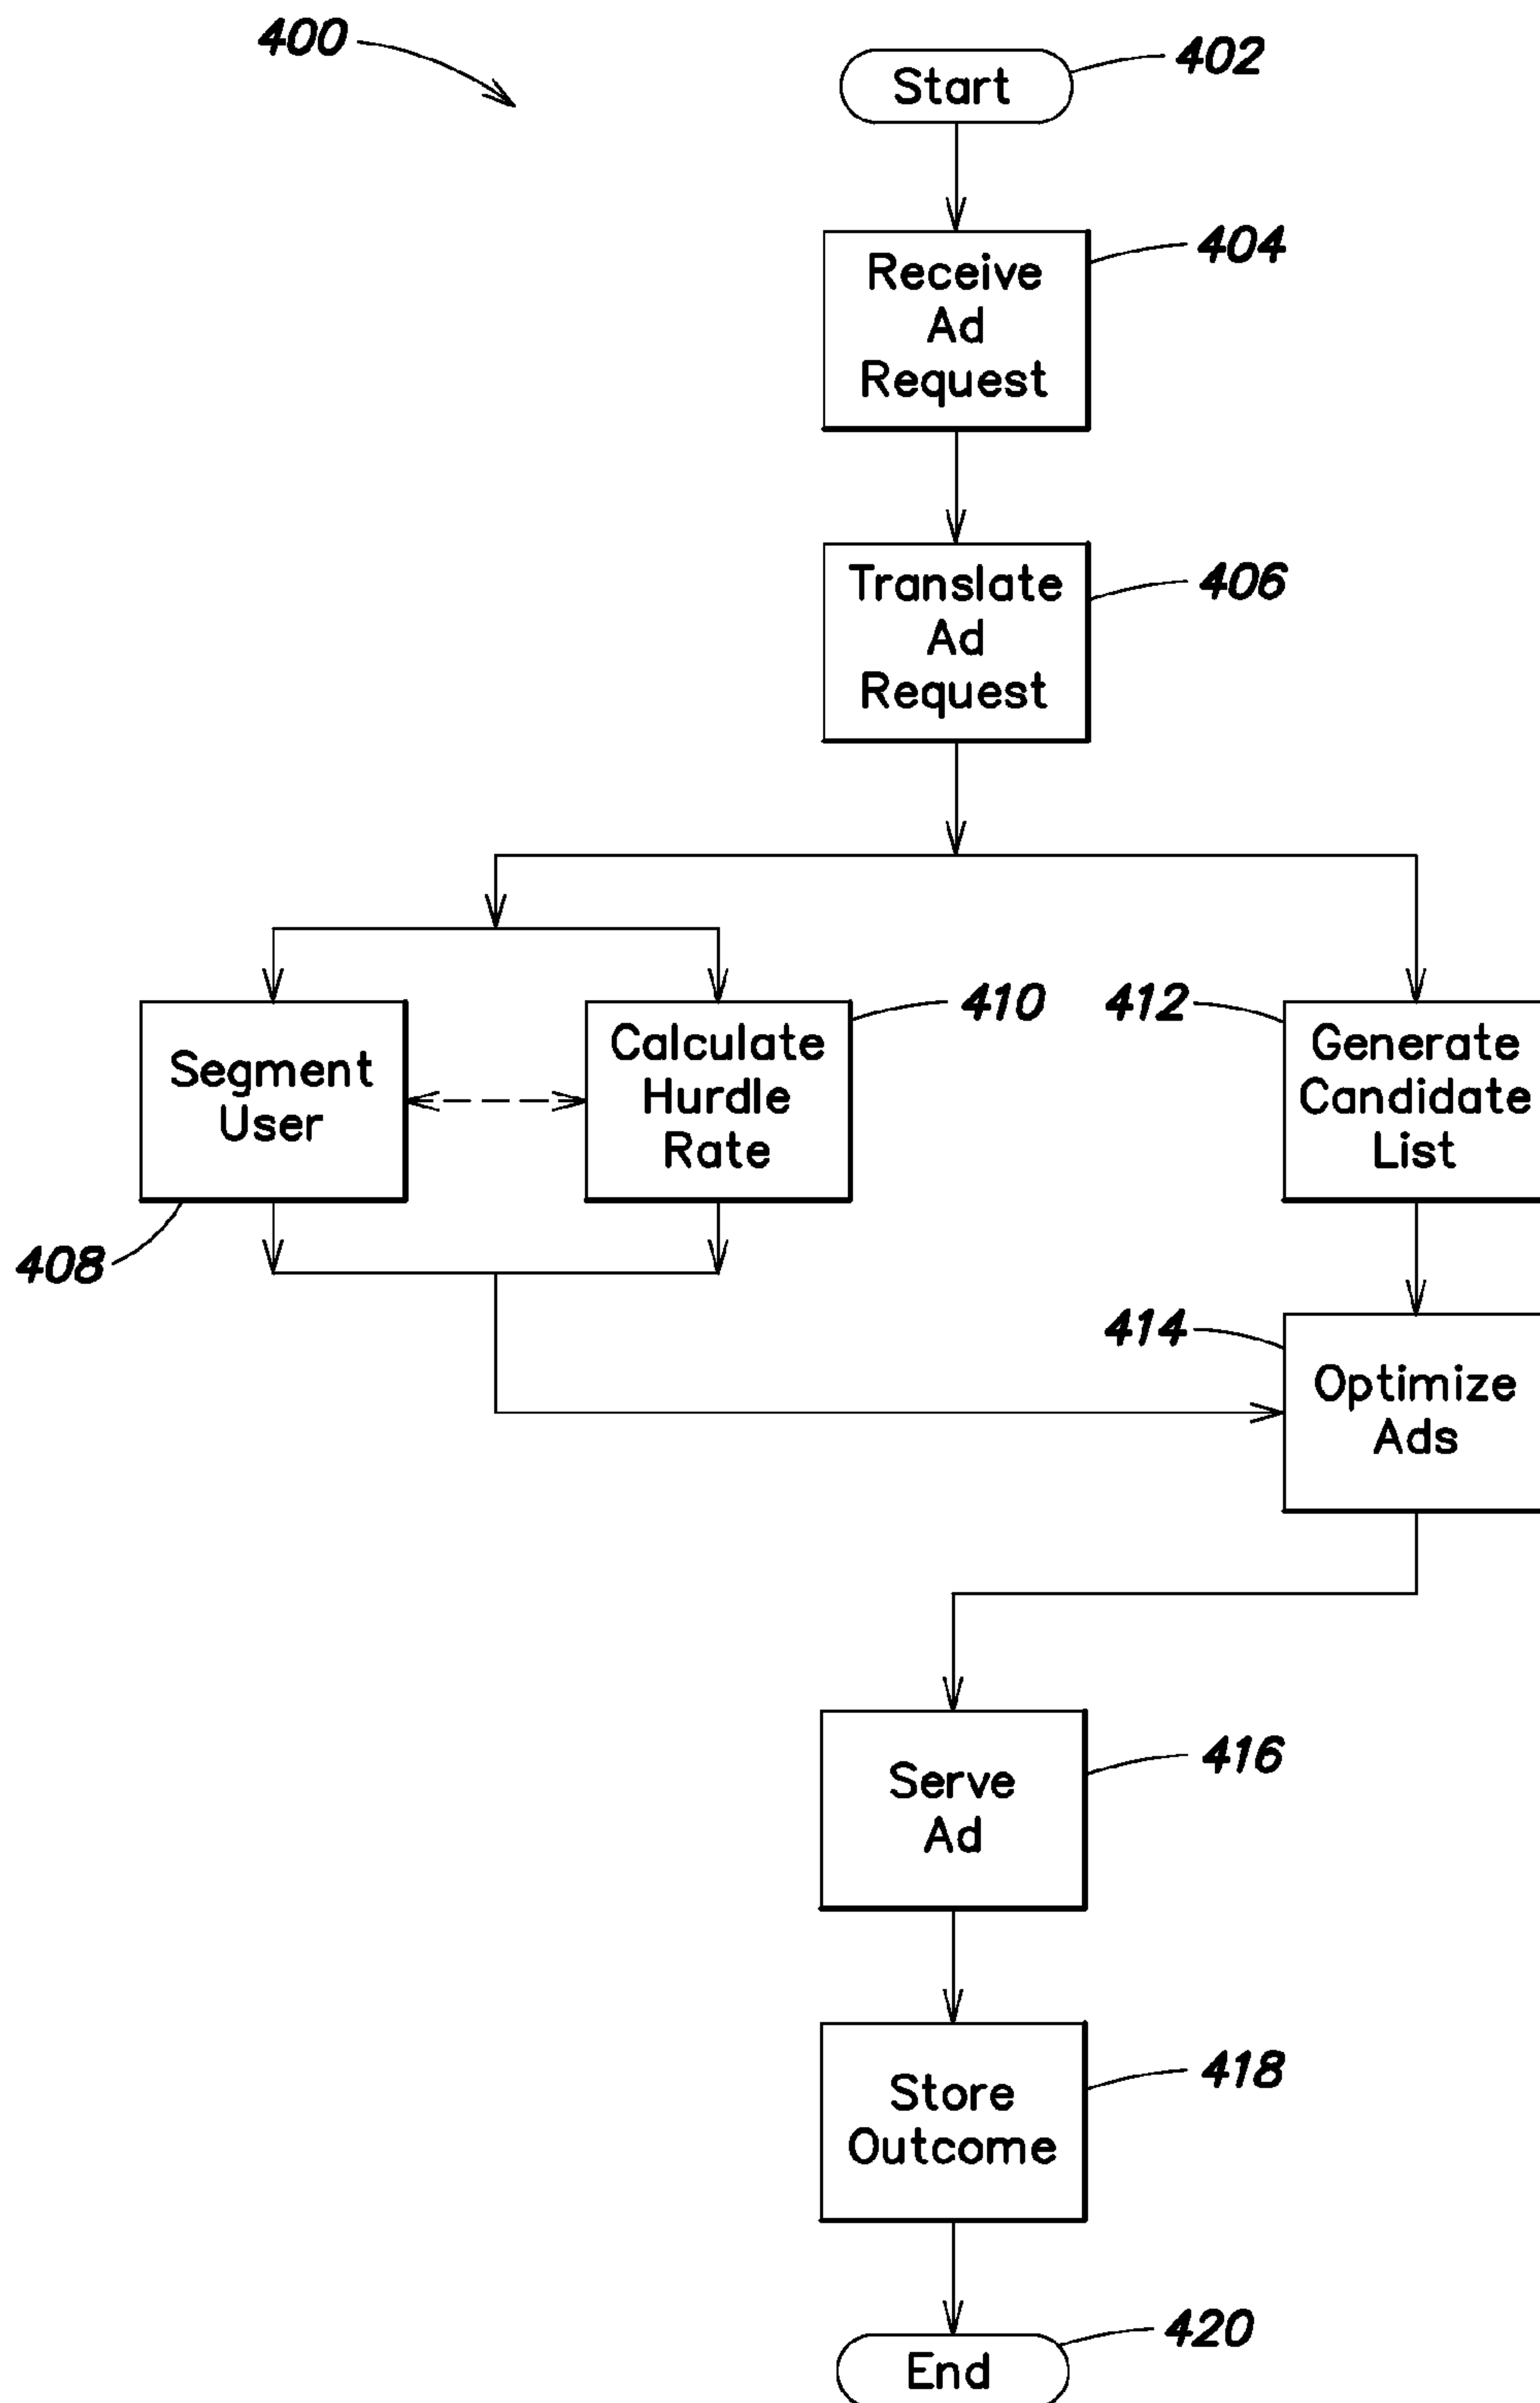 400
Start
402
Receive
Ad
Request
404
Translate
Ad
Request
406
Segment
User
408
Calculate
Hurdle
Rate
410
412
Generate
Candidate
List
414
Optimize
Ads
Serve
Ad
416
Store
Outcome
418
End
420